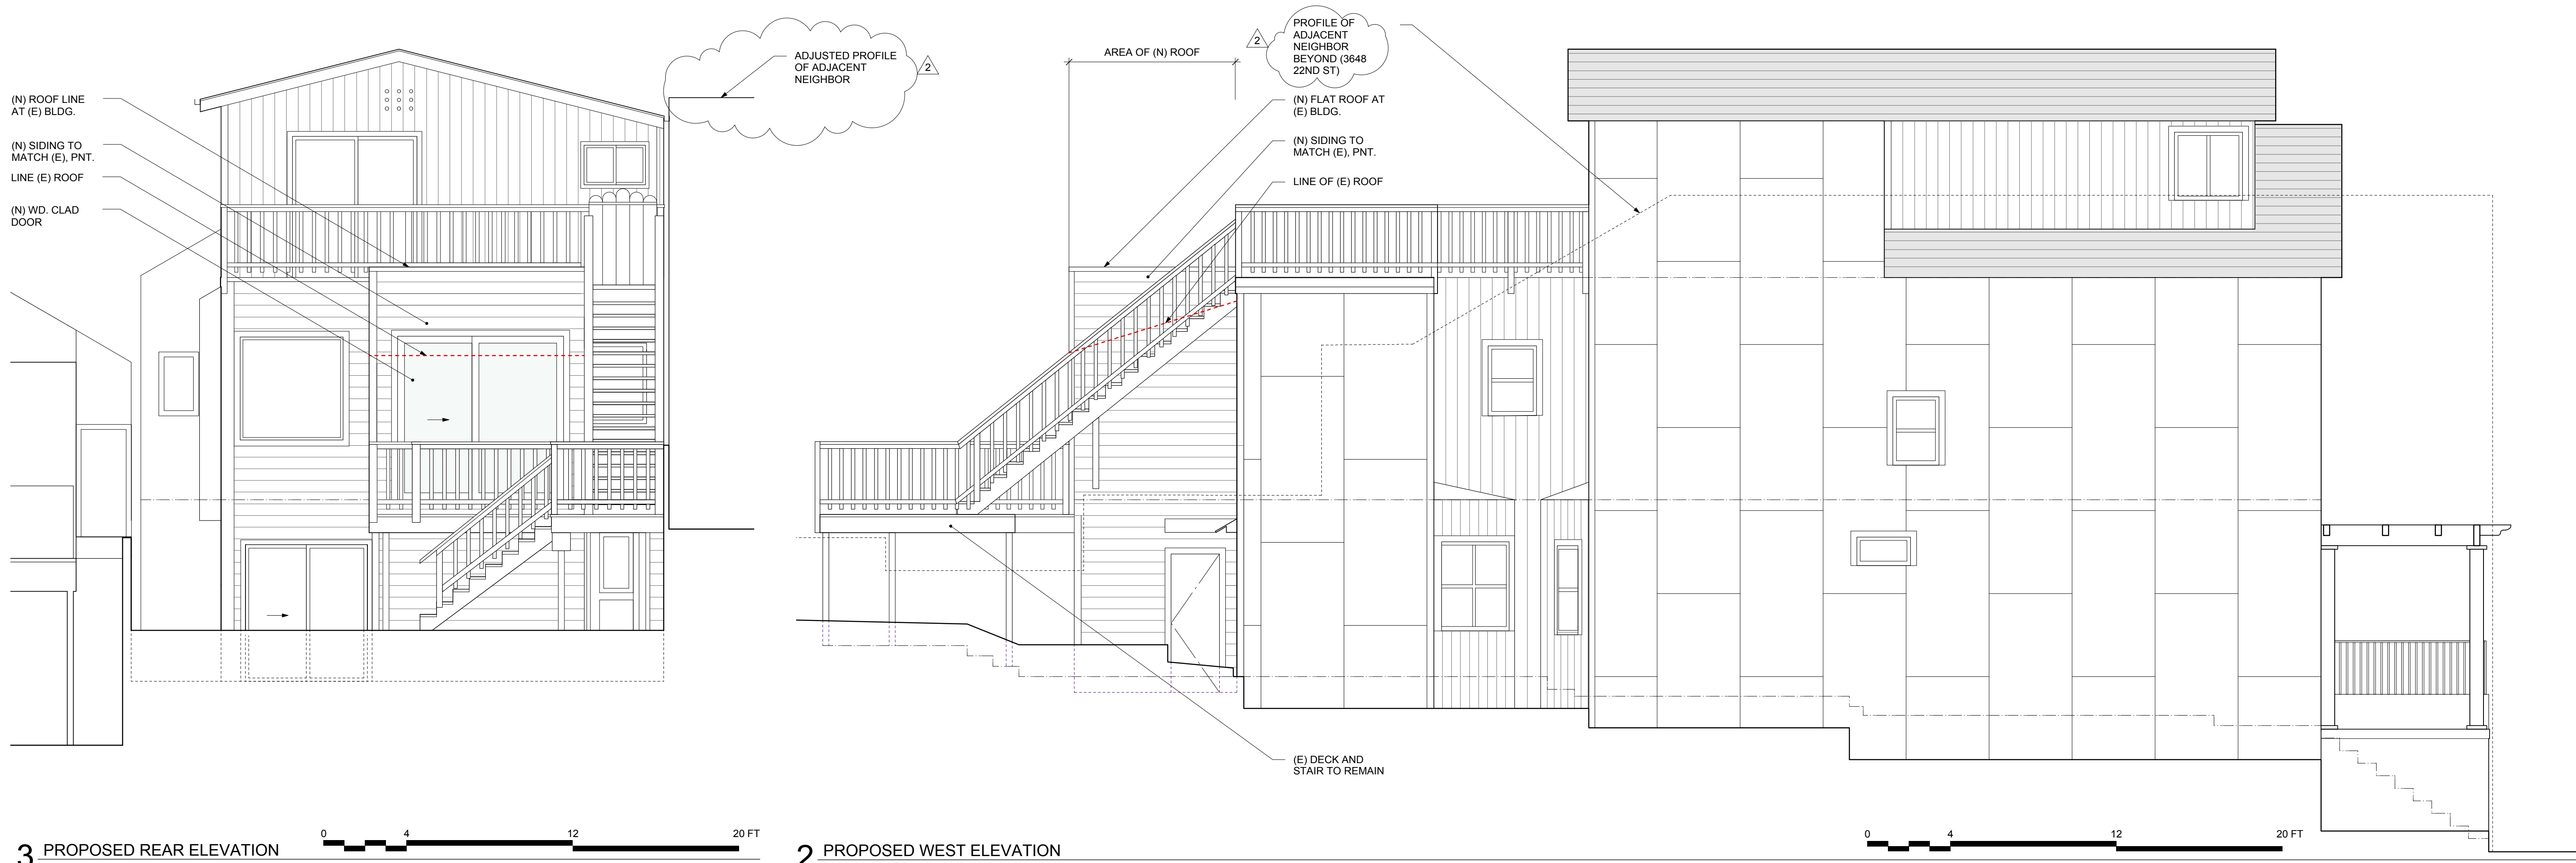 (N) ROOF LINE
AT (E) BLDG.
(N) SIDING TO
MATCH (E), PNT.
LINE (E) ROOF
(N) WD. CLAD
DOOR
ADJUSTED PROFILE
OF ADJACENT
NEIGHBOR
2
3 PROPOSED REAR ELEVATION
0 4 12 20 FT
AREA OF (N) ROOF
2
PROFILE OF
ADJACENT
NEIGHBOR
BEYOND (3648
22ND ST)
(N) FLAT ROOF AT
(E) BLDG.
(N) SIDING TO
MATCH (E), PNT.
LINE OF (E) ROOF
(E) DECK AND
STAIR TO REMAIN
2 PROPOSED WEST ELEVATION
0 4 12 20 FT